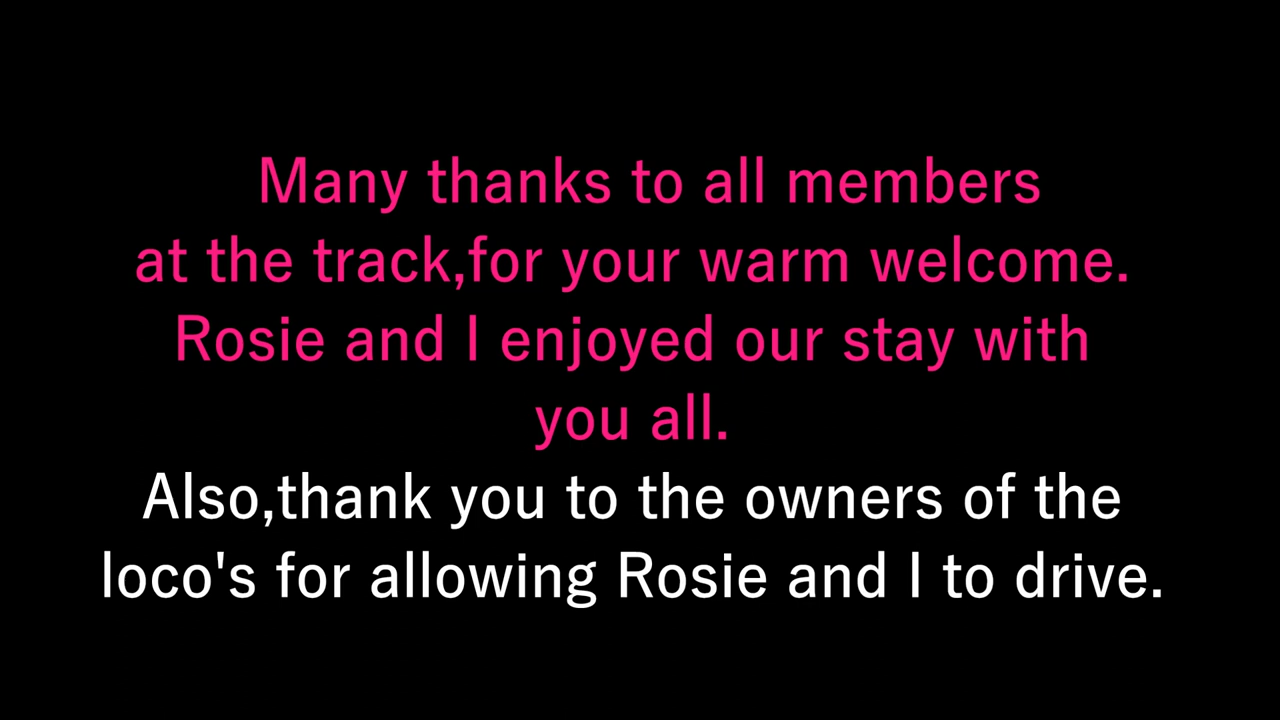 Many thanks to all members
at the track,for your warm welcome.
Rosie and I enjoyed our stay with
you all.
Also,thank you to the owners of the
loco's for allowing Rosie and I to drive.